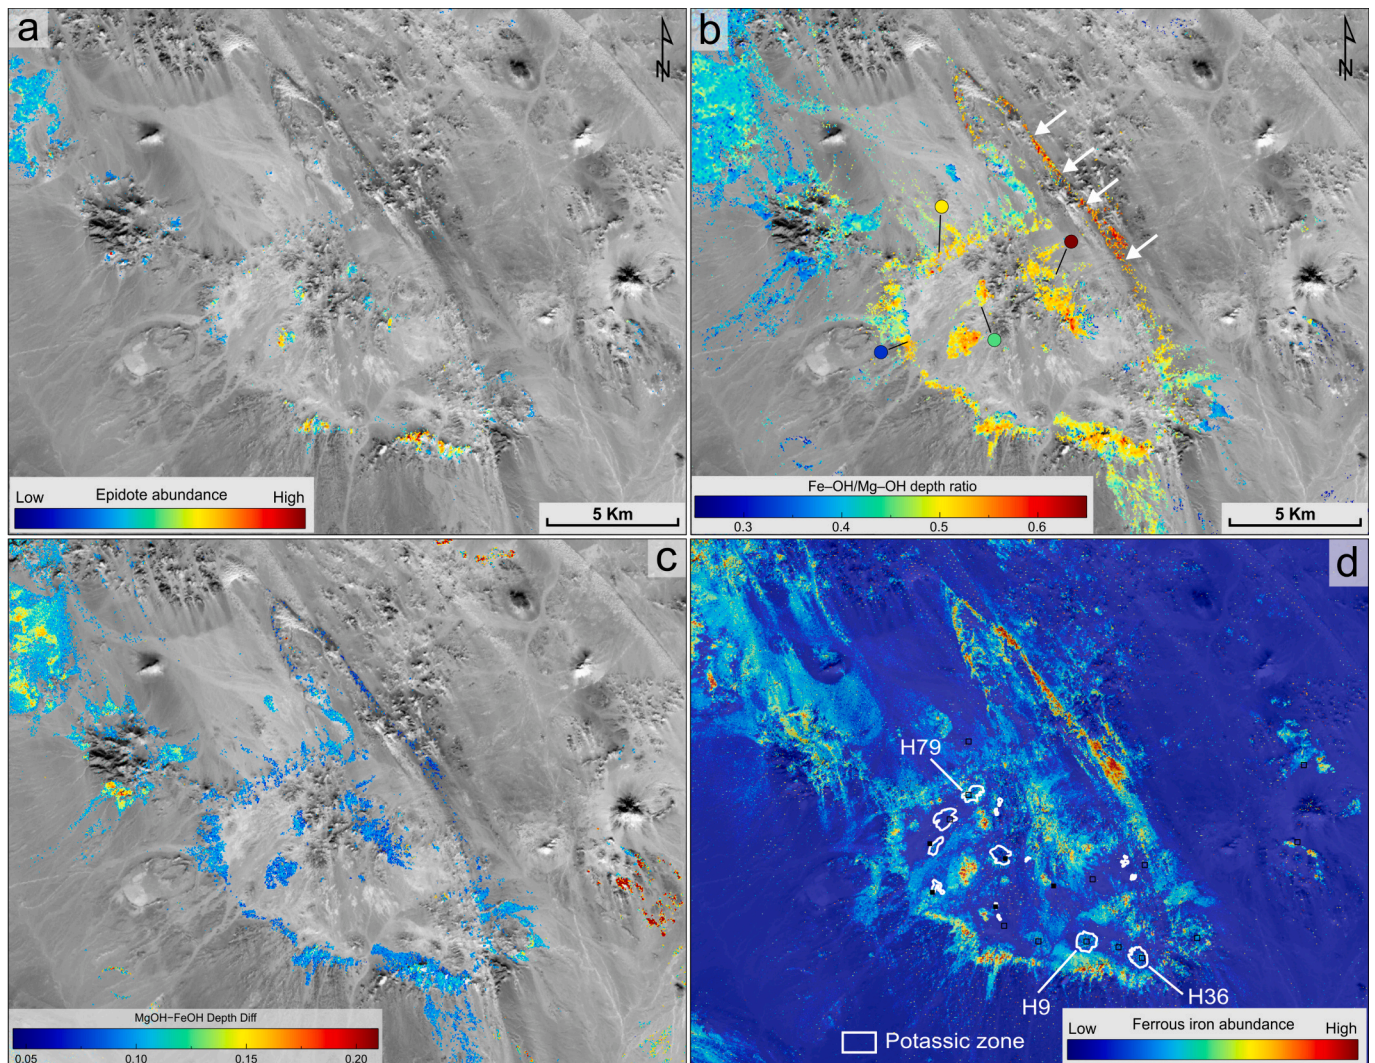 a
N
Low Epidote abundance High
5 Km
b
N
Fe–OH/Mg–OH depth ratio
0.3 0.4 0.5 0.6
5 Km
c
MgOH–FeOH Depth Diff
0.05 0.10 0.15 0.20
d
H79
H9
H36
Potassic zone
Low Ferrous iron abundance High